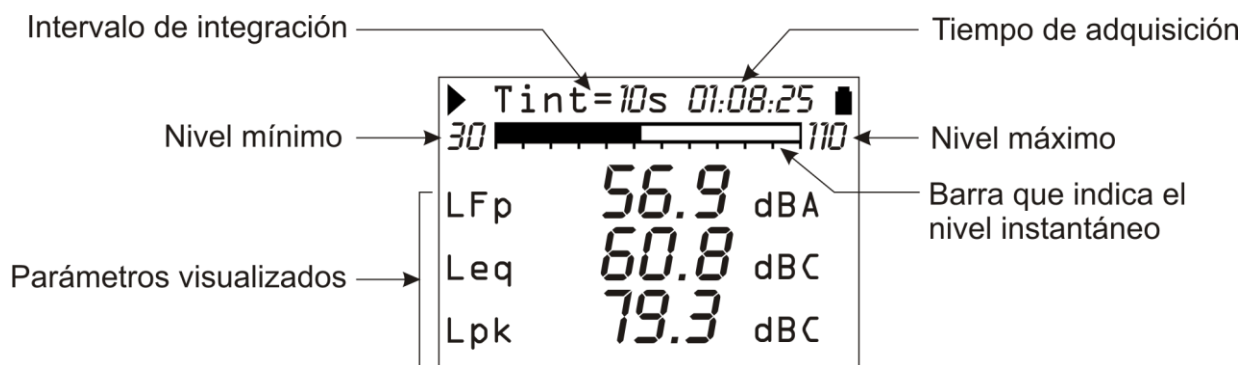 Intervalo de integración
Tiempo de adquisición
Tint=10s 01:08:25
Nivel mínimo
30
110
Nivel máximo
Barra que indica el
nivel instantáneo
LFp 56.9 dBA
Parámetros visualizados
Leq 60.8 dBC
Lpk 79.3 dBC